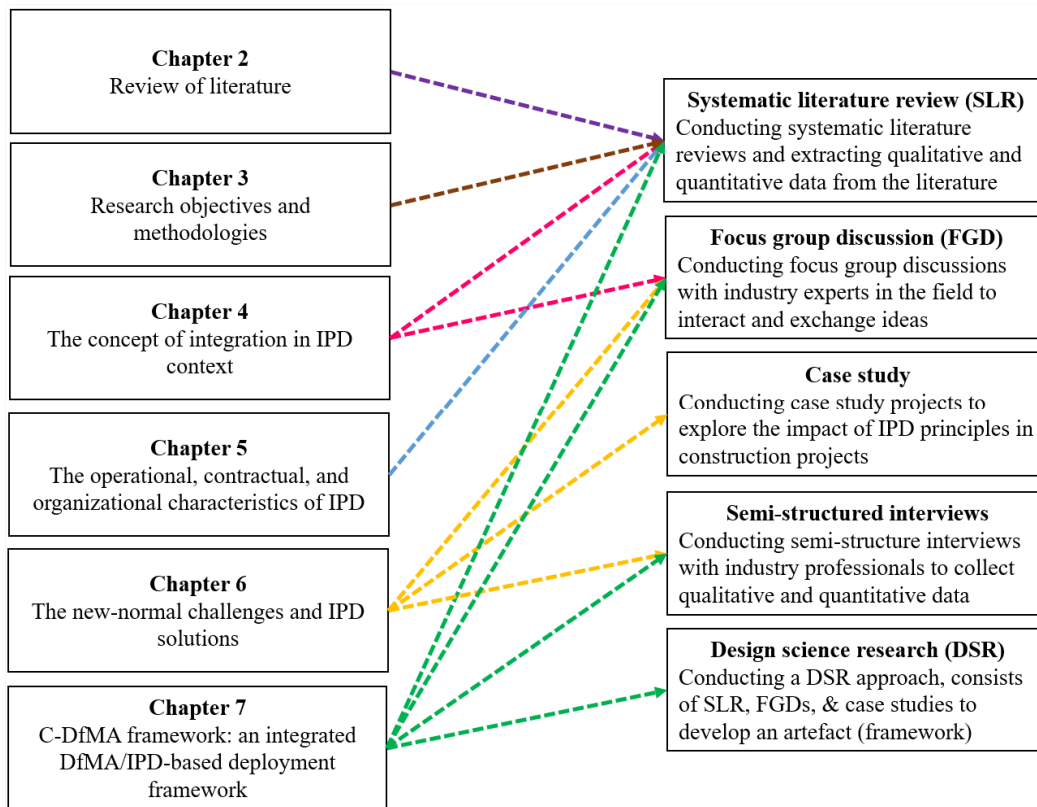 Chapter 2
Review of literature
Chapter 3
Research objectives and
methodologies
Chapter 4
The concept of integration in IPD
context
Chapter 5
The operational, contractual, and
organizational characteristics of IPD
Chapter 6
The new-normal challenges and IPD
solutions
Chapter 7
C-DfMA framework: an integrated
DfMA/IPD-based deployment
framework
Systematic literature review (SLR)
Conducting systematic literature
reviews and extracting qualitative and
quantitative data from the literature
Focus group discussion (FGD)
Conducting focus group discussions
with industry experts in the field to
interact and exchange ideas
Case study
Conducting case study projects to
explore the impact of IPD principles in
construction projects
Semi-structured interviews
Conducting semi-structure interviews
with industry professionals to collect
qualitative and quantitative data
Design science research (DSR)
Conducting a DSR approach, consists
of SLR, FGDs, & case studies to
develop an artefact (framework)